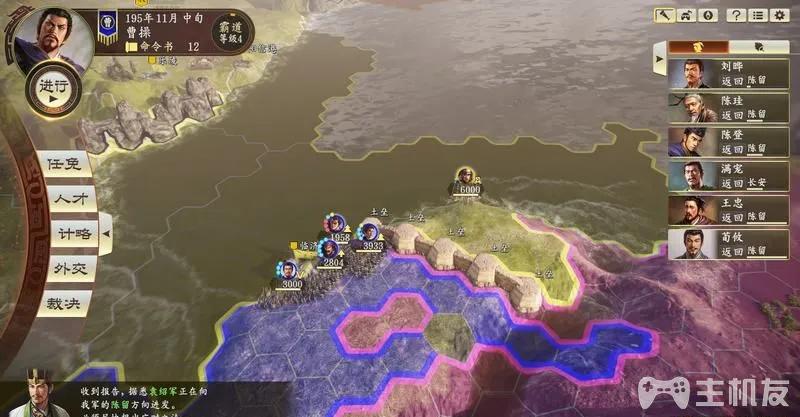 195年11月 中旬
曹操
命令书 12
霸道
等级4
曹
乐陵
进行
任免
人才
计略
外交
裁决
刘晔
返回 陈留
陈珪
返回 陈留
陈登
返回 陈留
满宠
返回 长安
王忠
返回 陈留
荀攸
返回 陈留
6000
土垒
土垒
土垒
土垒
土垒
1958
3933
临济
2804
3000
收到报告，据悉袁绍军正在向
我军的陈留方向进发。
主机友